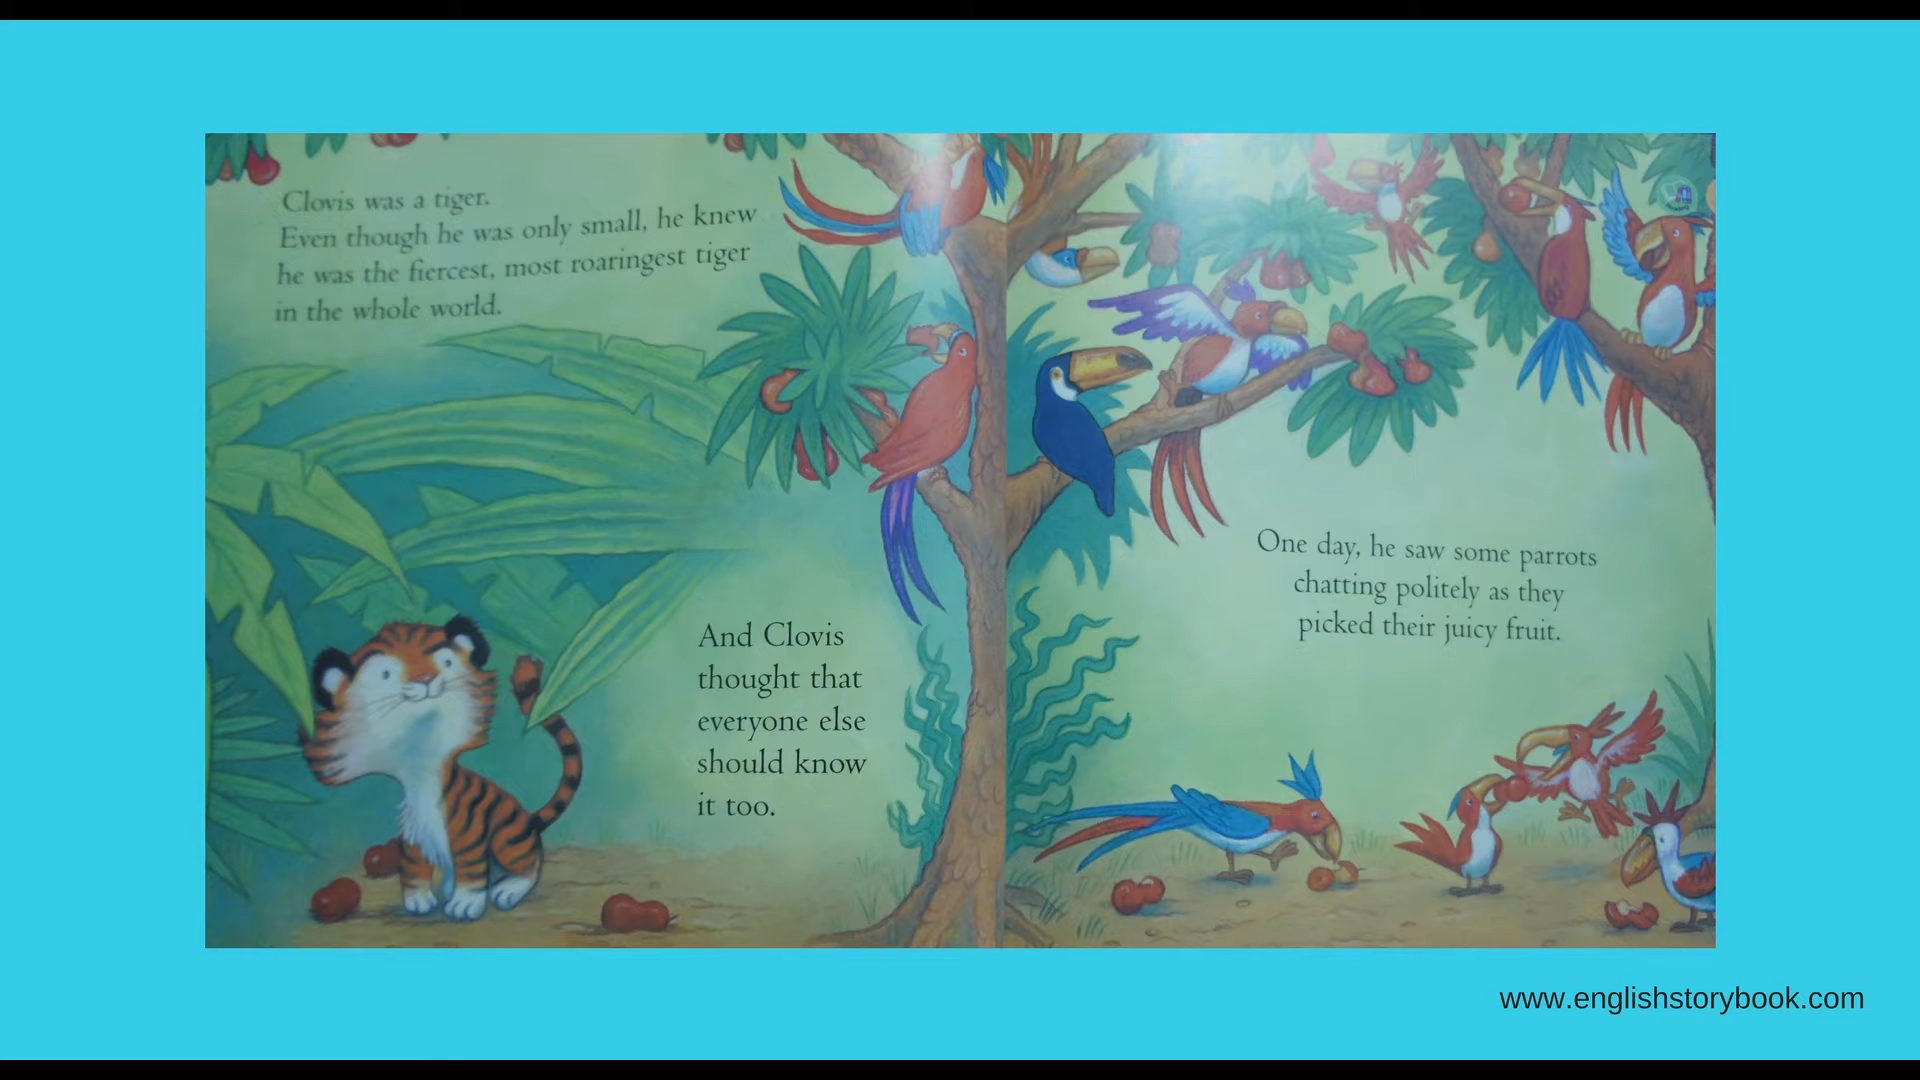 Clovis was a tiger.
Even though he was only small, he knew
he was the fiercest, most roaringest tiger
in the whole world.
And Clovis
thought that
everyone else
should know
it too.
One day, he saw some parrots
chatting politely as they
picked their juicy fruit.
www.englishstorybook.com